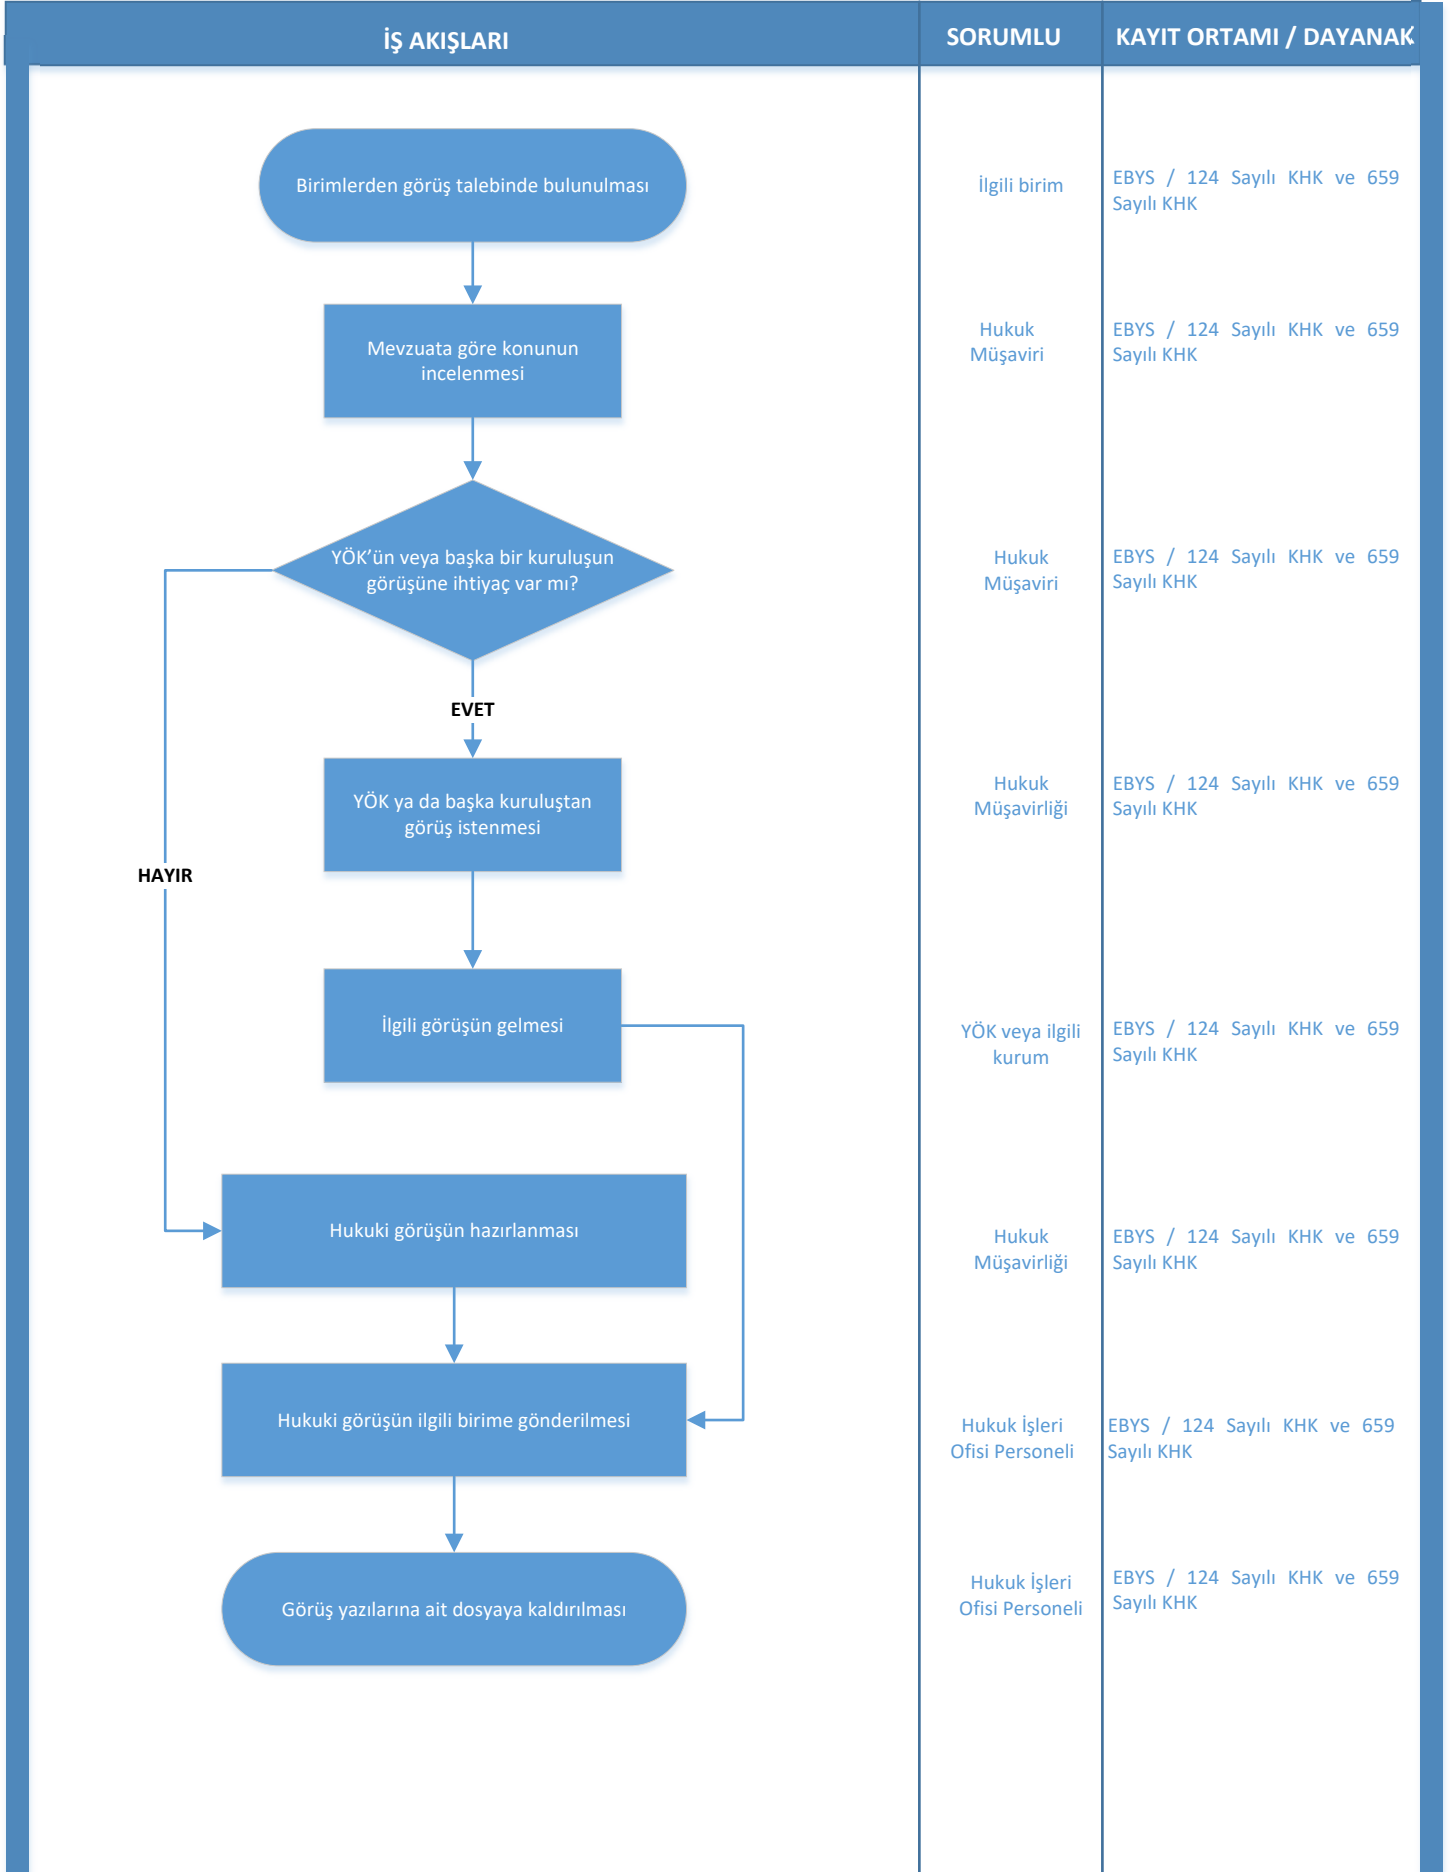 İŞ AKIŞLARI
SORUMLU
KAYIT ORTAMI / DAYANAK
Birimlerden görüş talebinde bulunulması
İlgili birim
EBYS / 124 Sayılı KHK ve 659
Sayılı KHK
Mevzuata göre konunun
incelenmesi
Hukuk
Müşaviri
EBYS / 124 Sayılı KHK ve 659
Sayılı KHK
YÖK’ün veya başka bir kuruluşun
görüşüne ihtiyaç var mı?
Hukuk
Müşaviri
EBYS / 124 Sayılı KHK ve 659
Sayılı KHK
EVET
YÖK ya da başka kuruluştan
görüş istenmesi
Hukuk
Müşavirliği
EBYS / 124 Sayılı KHK ve 659
Sayılı KHK
HAYIR
İlgili görüşün gelmesi
YÖK veya ilgili
kurum
EBYS / 124 Sayılı KHK ve 659
Sayılı KHK
Hukuki görüşün hazırlanması
Hukuk
Müşavirliği
EBYS / 124 Sayılı KHK ve 659
Sayılı KHK
Hukuki görüşün ilgili birime gönderilmesi
Hukuk İşleri
Ofisi Personeli
EBYS / 124 Sayılı KHK ve 659
Sayılı KHK
Görüş yazılarına ait dosyaya kaldırılması
Hukuk İşleri
Ofisi Personeli
EBYS / 124 Sayılı KHK ve 659
Sayılı KHK